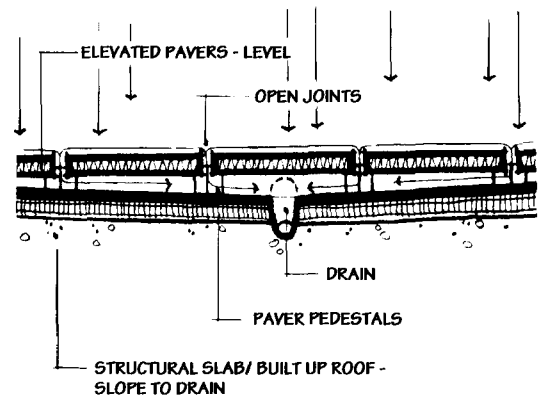 ELEVATED PAVERS - LEVEL
OPEN JOINTS
DRAIN
PAVER PEDESTALS
STRUCTURAL SLAB/ BUILT UP ROOF -
SLOPE TO DRAIN